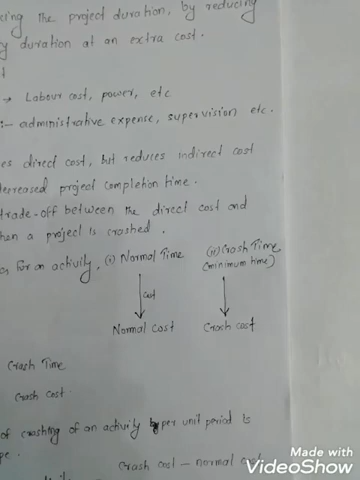 cing the project duration, by reducing
y duration at an extra cost.
→ Labour cost, power, etc
:- administrative expense, supervision etc.
es direct cost, but reduces indirect cost
decreased project completion time.
trade-off between the direct cost and
hen a project is crashed.
for an activity. (i) Normal Time (ii) Crash Time
(minimum time)
cost
Normal cost Crash cost
Crash Time
Crash cost
of crashing of an activity per unit period is
pe.
Crash cost - normal cost
Made with
VideoShow